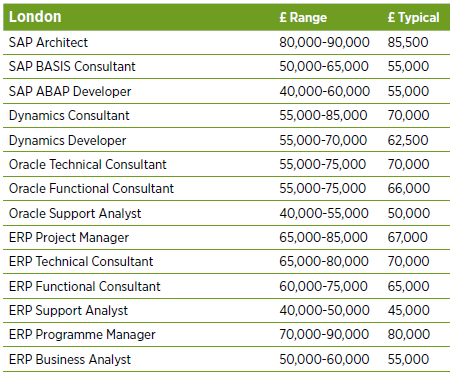 London £ Range £ Typical
SAP Architect 80,000-90,000 85,500
SAP BASIS Consultant 50,000-65,000 55,000
SAP ABAP Developer 40,000-60,000 55,000
Dynamics Consultant 55,000-85,000 70,000
Dynamics Developer 55,000-70,000 62,500
Oracle Technical Consultant 55,000-75,000 70,000
Oracle Functional Consultant 55,000-75,000 66,000
Oracle Support Analyst 40,000-55,000 50,000
ERP Project Manager 65,000-85,000 67,000
ERP Technical Consultant 65,000-80,000 70,000
ERP Functional Consultant 60,000-75,000 65,000
ERP Support Analyst 40,000-50,000 45,000
ERP Programme Manager 70,000-90,000 80,000
ERP Business Analyst 50,000-60,000 55,000